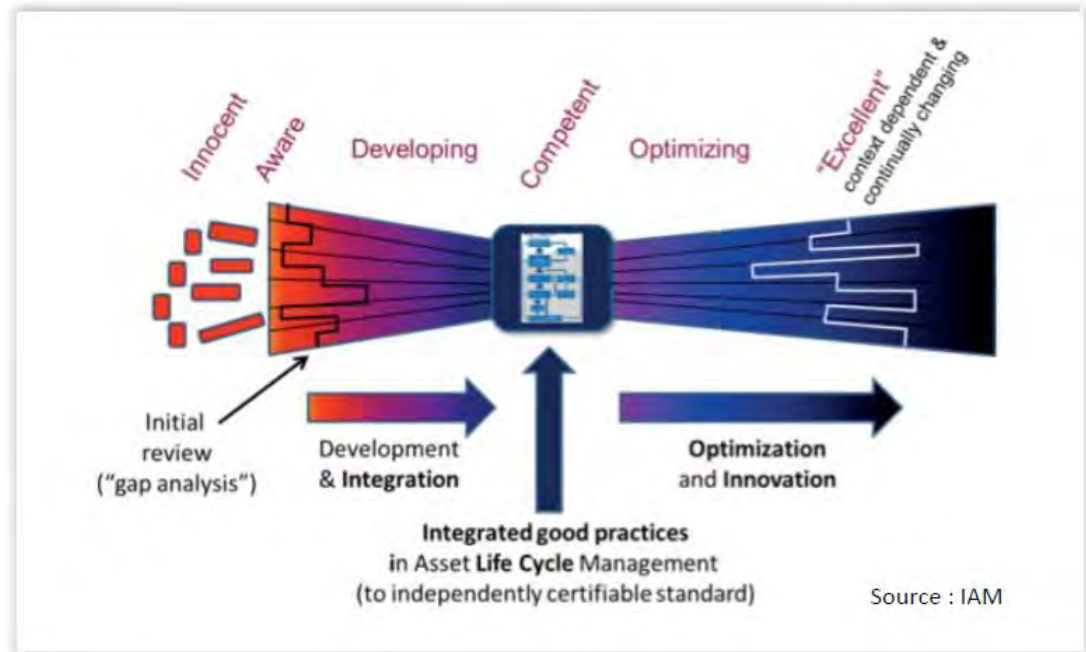 Innocent
Aware
Developing
Competent
Optimizing
"Excellent"
context dependent &
continually changing
Initial
review
("gap analysis")
Development
& Integration
Optimization
and Innovation
Integrated good practices
in Asset Life Cycle Management
(to independently certifiable standard)
Source : IAM